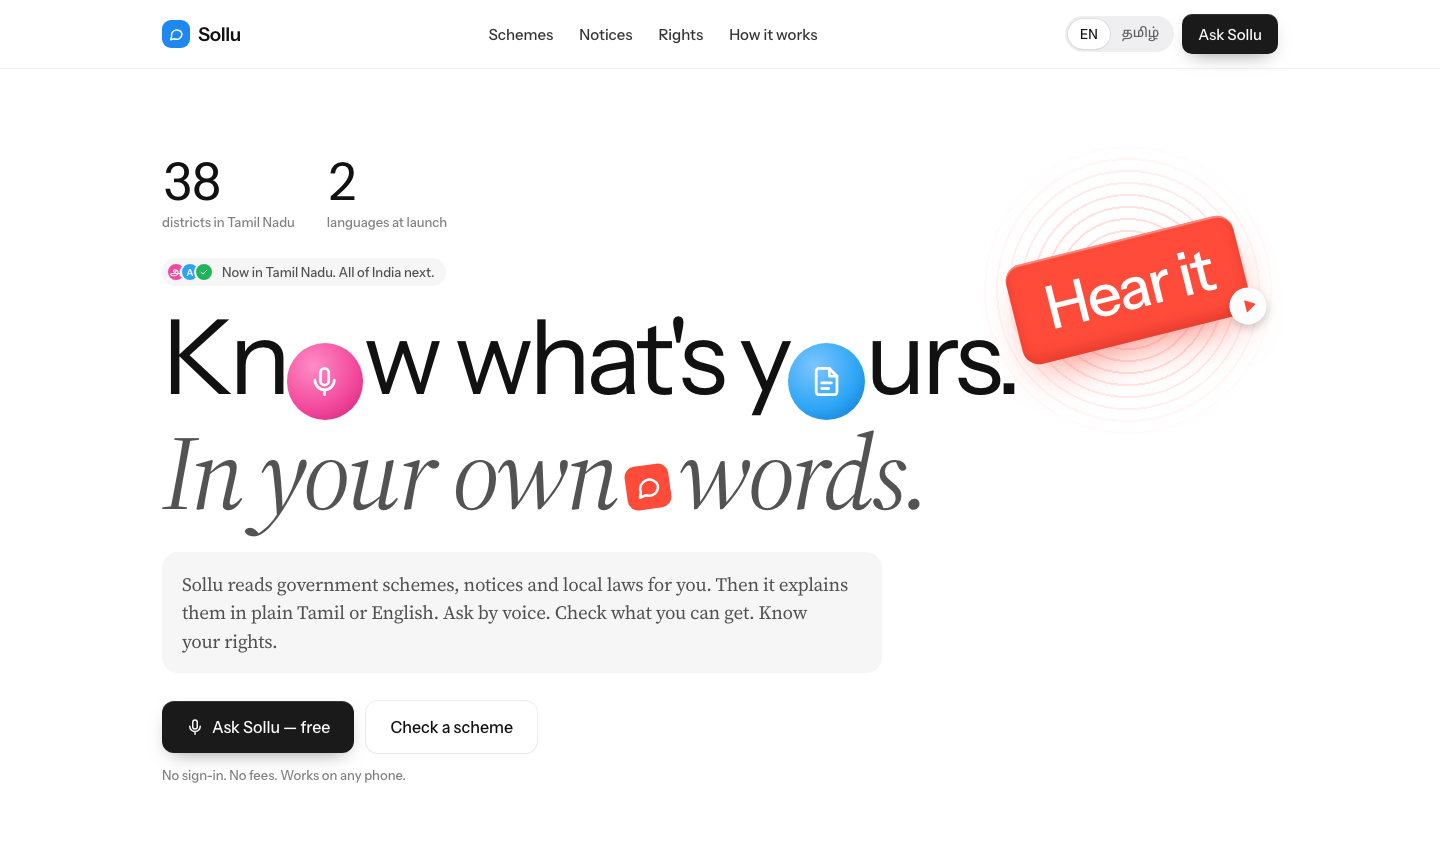 Sollu
Schemes Notices Rights How it works
EN தமிழ் Ask Sollu
38 2
districts in Tamil Nadu languages at launch
Now in Tamil Nadu. All of India next.
Hear it
Know what's yours.
In your own words.
Sollu reads government schemes, notices and local laws for you. Then it explains
them in plain Tamil or English. Ask by voice. Check what you can get. Know
your rights.
Ask Sollu — free Check a scheme
No sign-in. No fees. Works on any phone.